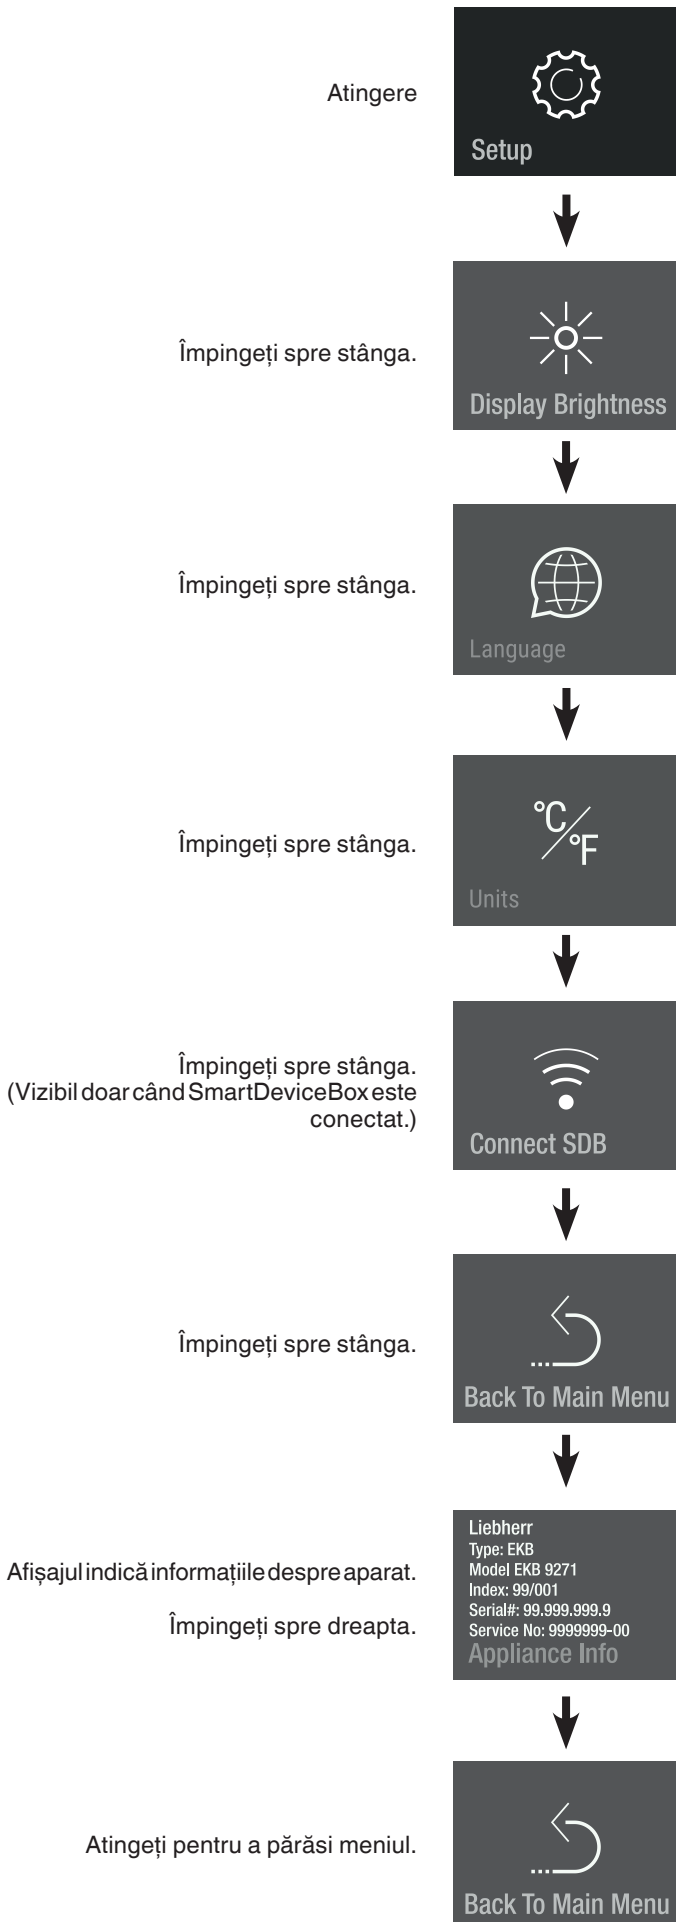 Atingere
Setup
Împingeți spre stânga.
Display Brightness
Împingeți spre stânga.
Language
Împingeți spre stânga.
°C/°F
Units
Împingeți spre stânga.
(Vizibil doar când SmartDeviceBox este
conectat.)
Connect SDB
Împingeți spre stânga.
Back To Main Menu
Afișajul indică informațiile despre aparat.
Împingeți spre dreapta.
Liebherr
Type: EKB
Model EKB 9271
Index: 99/001
Serial#: 99.999.999.9
Service No: 9999999-00
Appliance Info
Atingeți pentru a părăsi meniul.
Back To Main Menu